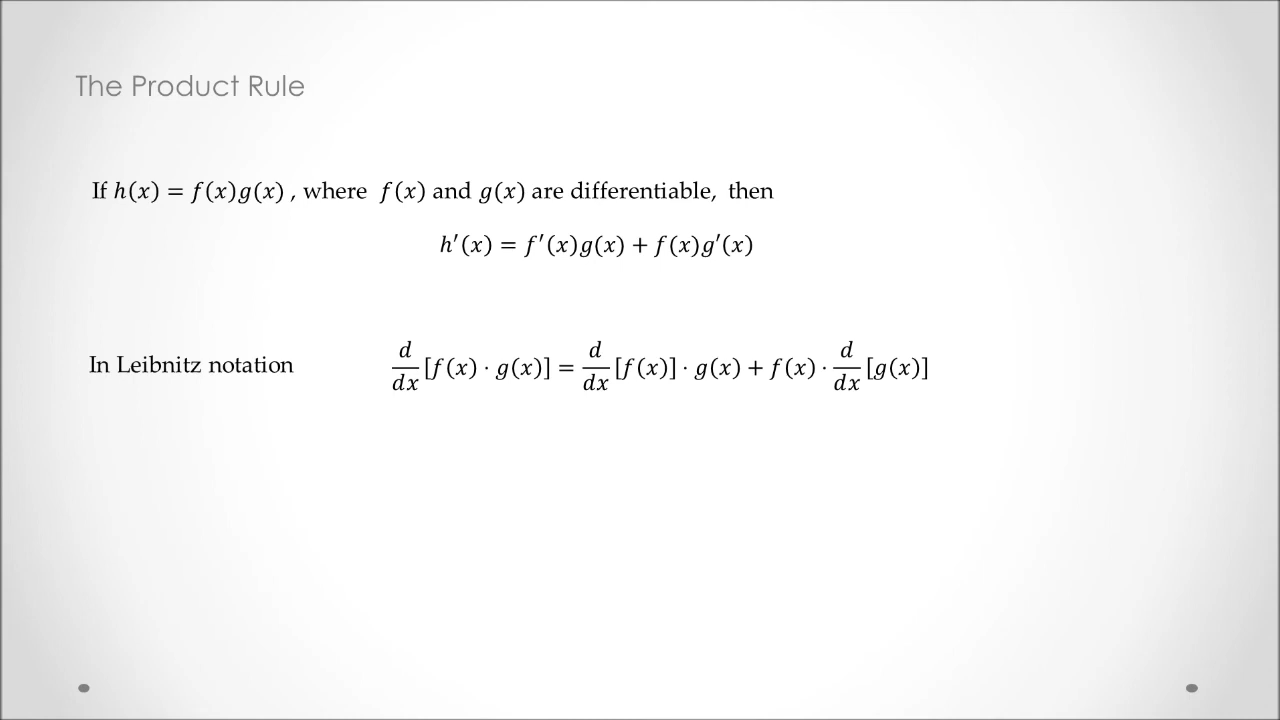 The Product Rule
If h(x) = f(x)g(x) , where f(x) and g(x) are differentiable, then
h′(x) = f′(x)g(x) + f(x)g′(x)
In Leibnitz notation d/dx [f(x) · g(x)] = d/dx [f(x)] · g(x) + f(x) · d/dx [g(x)]